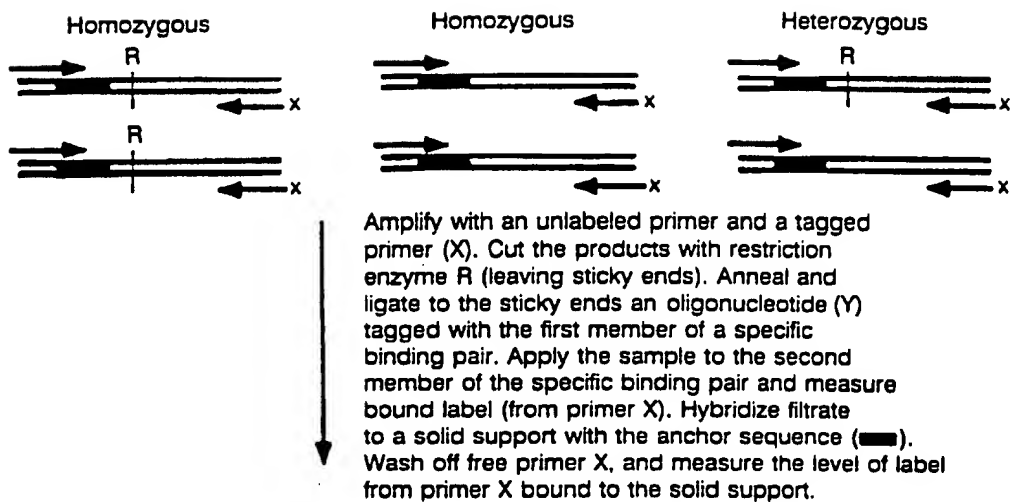 Homozygous Homozygous Heterozygous
R R
X X X
R
X X X
Amplify with an unlabeled primer and a tagged
primer (X). Cut the products with restriction
enzyme R (leaving sticky ends). Anneal and
ligate to the sticky ends an oligonucleotide (Y)
tagged with the first member of a specific
binding pair. Apply the sample to the second
member of the specific binding pair and measure
bound label (from primer X). Hybridize filtrate
to a solid support with the anchor sequence ( ).
Wash off free primer X, and measure the level of label
from primer X bound to the solid support.